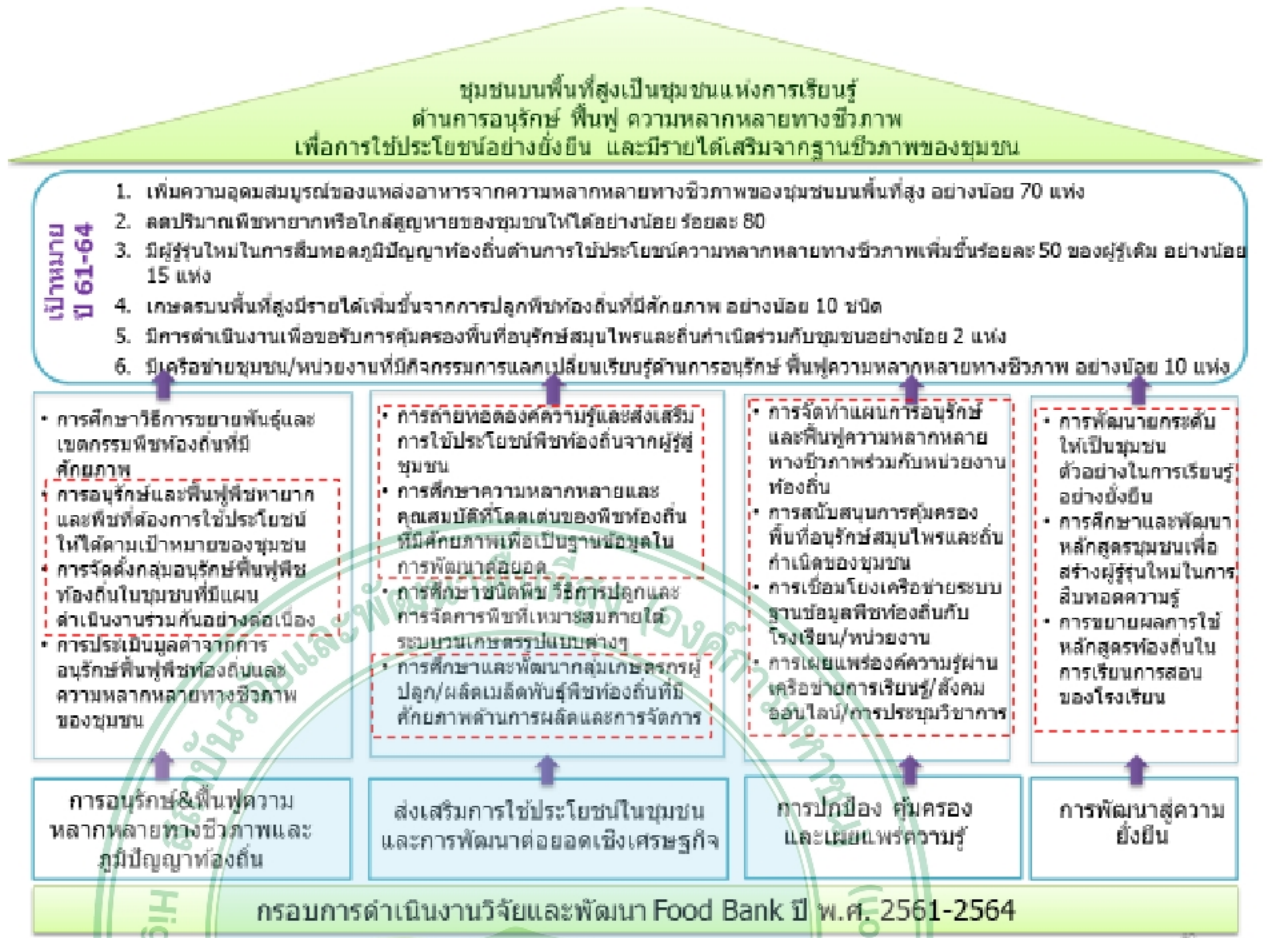 ชุมชนบนพื้นที่สูงเป็นชุมชนแห่งการเรียนรู้
ด้านการอนุรักษ์ ฟื้นฟู ความหลากหลายทางชีวภาพ
เพื่อการใช้ประโยชน์อย่างยั่งยืน และมีรายได้เสริมจากฐานชีวภาพของชุมชน
เป้าหมาย
ปี 61-64
1. เพิ่มความอุดมสมบูรณ์ของแหล่งอาหารจากความหลากหลายทางชีวภาพของชุมชนบนพื้นที่สูง อย่างน้อย 70 แห่ง
2. ลดปริมาณพืชหายากหรือใกล้สูญหายของชุมชนให้ได้อย่างน้อย ร้อยละ 80
3. มีผู้รู้รุ่นใหม่ในการสืบทอดภูมิปัญญาท้องถิ่นด้านการใช้ประโยชน์ความหลากหลายทางชีวภาพเพิ่มขึ้นร้อยละ 50 ของผู้รู้เดิม อย่างน้อย
15 แห่ง
4. เกษตรบนพื้นที่สูงมีรายได้เพิ่มขึ้นจากการปลูกพืชท้องถิ่นที่มีศักยภาพ อย่างน้อย 10 ชนิด
5. มีการดำเนินงานเพื่อขอรับการคุ้มครองพื้นที่อนุรักษ์สมุนไพรและถิ่นกำเนิดร่วมกับชุมชนอย่างน้อย 2 แห่ง
6. มีเครือข่ายชุมชน/หน่วยงานที่มีกิจกรรมการแลกเปลี่ยนเรียนรู้ด้านการอนุรักษ์ ฟื้นฟูความหลากหลายทางชีวภาพ อย่างน้อย 10 แห่ง
• การศึกษาวิธีการขยายพันธุ์และ
เขตกรรมพืชท้องถิ่นที่มี
ศักยภาพ
• การอนุรักษ์และฟื้นฟูพืชหายาก
และพืชที่ต้องการใช้ประโยชน์
ให้ได้ตามเป้าหมายของชุมชน
• การจัดตั้งกลุ่มอนุรักษ์ฟื้นฟูพืช
ท้องถิ่นในชุมชนที่มีแผน
ดำเนินงานร่วมกันอย่างต่อเนื่อง
• การประเมินมูลค่าจากการ
อนุรักษ์ฟื้นฟูพืชท้องถิ่นและ
ความหลากหลายทางชีวภาพ
ของชุมชน
• การถ่ายทอดองค์ความรู้และส่งเสริม
การใช้ประโยชน์พืชท้องถิ่นจากผู้รู้สู่
ชุมชน
• การศึกษาความหลากหลายและ
คุณสมบัติที่โดดเด่นของพืชท้องถิ่น
ที่มีศักยภาพเพื่อเป็นฐานข้อมูลใน
การพัฒนาต่อยอด
• การศึกษาชนิดพืช วิธีการปลูกและ
การจัดการพืชที่เหมาะสมภายใต้
ระบบวนเกษตรรูปแบบต่างๆ
• การศึกษาและพัฒนากลุ่มเกษตรกรผู้
ปลูก/ผลิตเมล็ดพันธุ์พืชท้องถิ่นที่มี
ศักยภาพด้านการผลิตและการจัดการ
• การจัดทำแผนการอนุรักษ์
และฟื้นฟูความหลากหลาย
ทางชีวภาพร่วมกับหน่วยงาน
ท้องถิ่น
• การสนับสนุนการคุ้มครอง
พื้นที่อนุรักษ์สมุนไพรและถิ่น
กำเนิดของชุมชน
• การเชื่อมโยงเครือข่ายระบบ
ฐานข้อมูลพืชท้องถิ่นกับ
โรงเรียน/หน่วยงาน
• การเผยแพร่องค์ความรู้ผ่าน
เครือข่ายการเรียนรู้/สังคม
ออนไลน์/การประชุมวิชาการ
• การพัฒนายกระดับ
ให้เป็นชุมชน
ตัวอย่างในการเรียนรู้
อย่างยั่งยืน
• การศึกษาและพัฒนา
หลักสูตรชุมชนเพื่อ
สร้างผู้รู้รุ่นใหม่ในการ
สืบทอดความรู้
• การขยายผลการใช้
หลักสูตรท้องถิ่นใน
การเรียนการสอน
ของโรงเรียน
การอนุรักษ์&ฟื้นฟูความ
หลากหลายทางชีวภาพและ
ภูมิปัญญาท้องถิ่น
ส่งเสริมการใช้ประโยชน์ในชุมชน
และการพัฒนาต่อยอดเชิงเศรษฐกิจ
การปกป้อง คุ้มครอง
และเผยแพร่ความรู้
การพัฒนาสู่ความ
ยั่งยืน
กรอบการดำเนินงานวิจัยและพัฒนา Food Bank ปี พ.ศ. 2561-2564